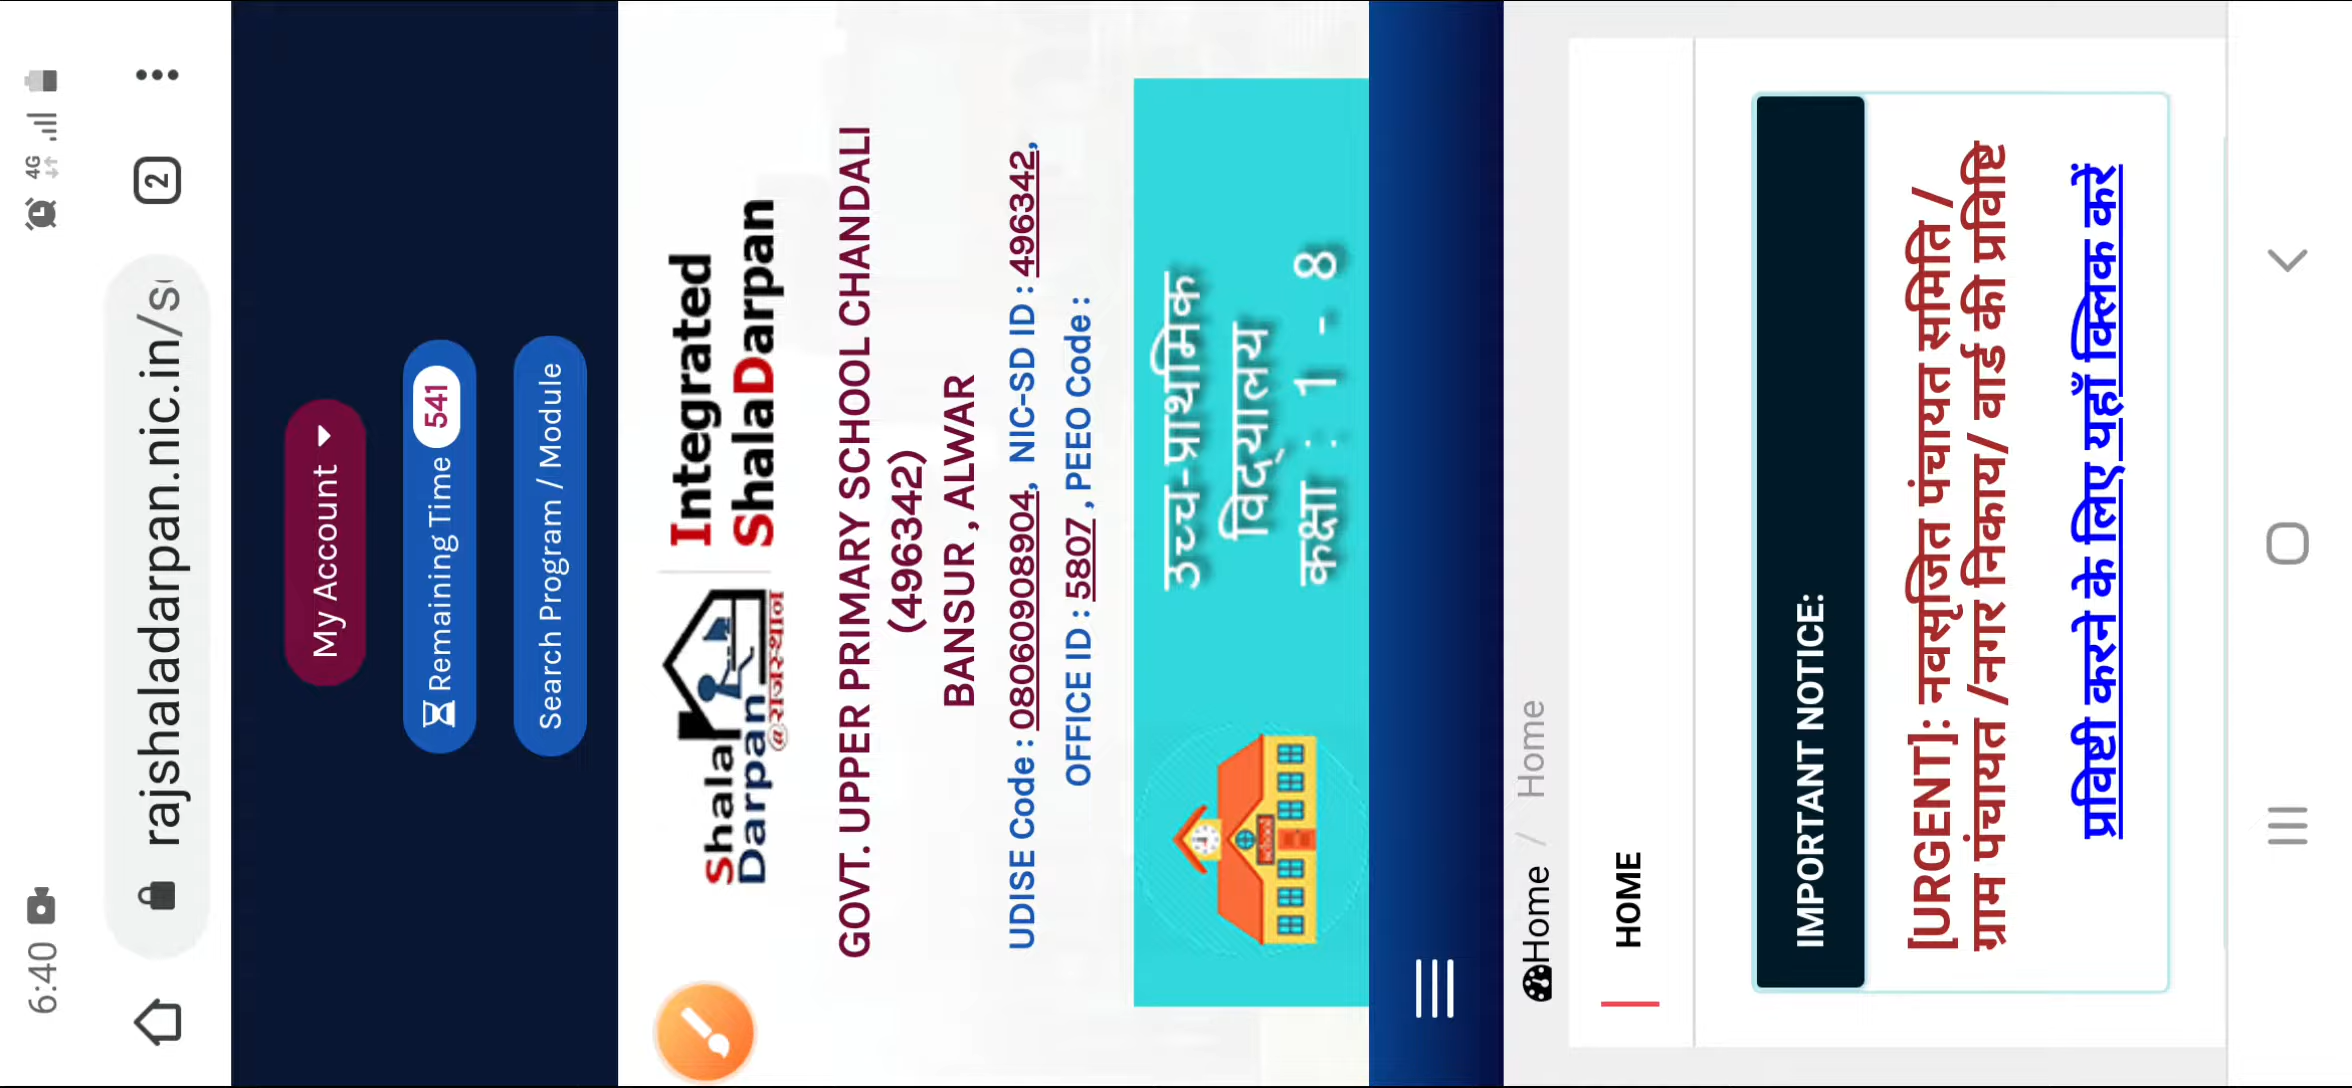 6:40
4G
rajshaladarpan.nic.in/s
2
My Account
Remaining Time 541
Search Program / Module
Shala Darpan
@राजस्थान
Integrated
ShalaDarpan
GOVT. UPPER PRIMARY SCHOOL CHANDALI
(496342)
BANSUR , ALWAR
UDISE Code : 08060908904, NIC-SD ID : 496342,
OFFICE ID : 5807 , PEEO Code :
उच्च-प्राथमिक
विद्यालय
कक्षा : 1 - 8
Home / Home
HOME
IMPORTANT NOTICE:
[URGENT]: नवसृजित पंचायत समिति /
ग्राम पंचायत /नगर निकाय/ वार्ड की प्रविष्टि
प्रविष्टी करने के लिए यहाँ क्लिक करें